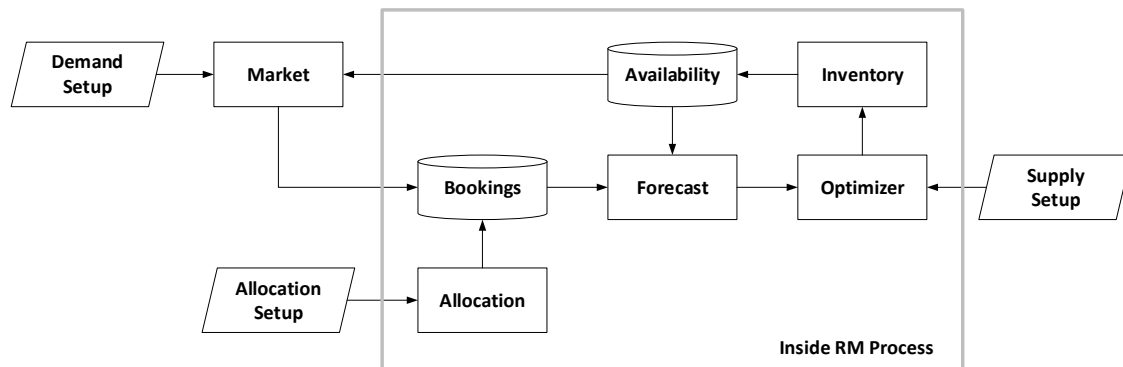 Demand
Setup
Market
Availability
Inventory
Bookings
Forecast
Optimizer
Supply
Setup
Allocation
Setup
Allocation
Inside RM Process